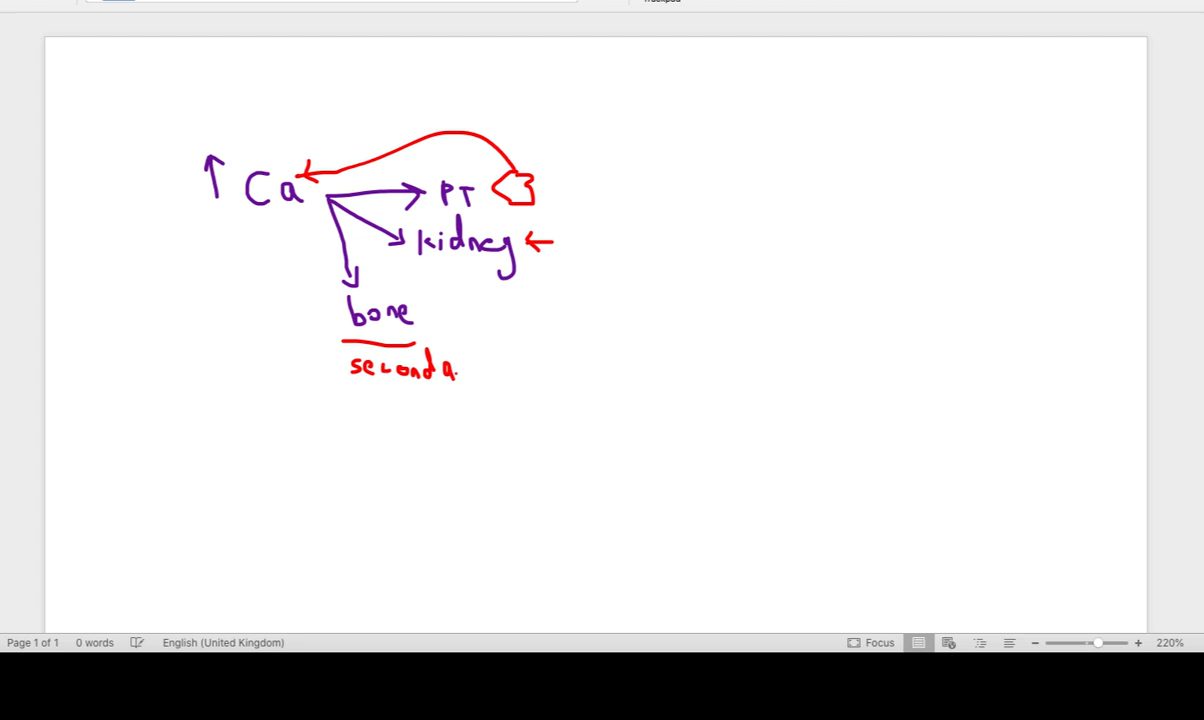 ↑ Ca → PT
kidney ←
bone
seconda
Page 1 of 1 0 words English (United Kingdom) Focus 220%